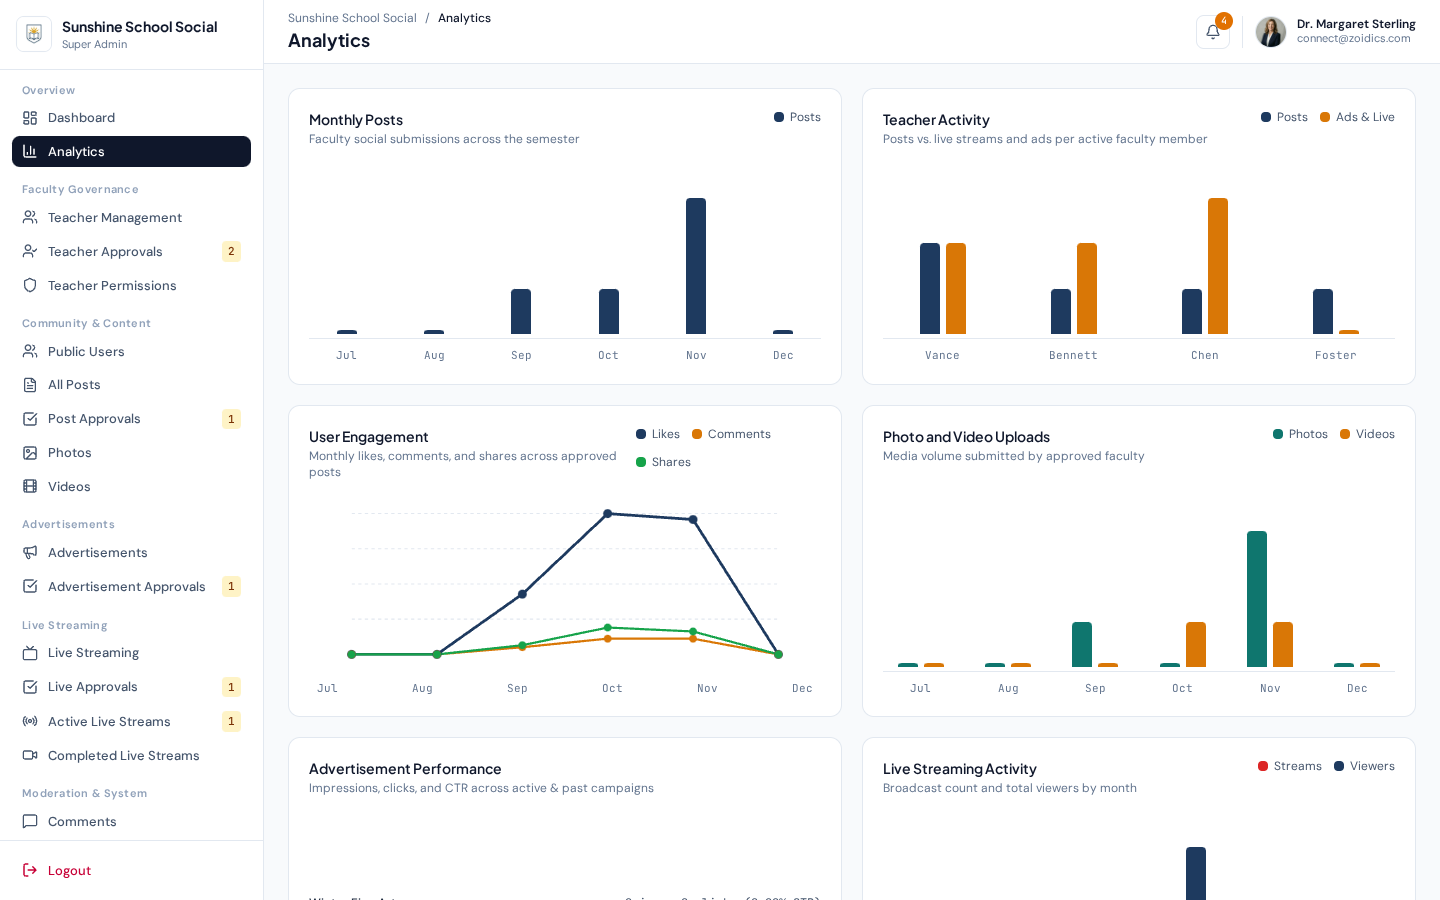 Sunshine School Social
Super Admin
Overview
Dashboard
Analytics
Faculty Governance
Teacher Management
Teacher Approvals 2
Teacher Permissions
Community & Content
Public Users
All Posts
Post Approvals 1
Photos
Videos
Advertisements
Advertisements
Advertisement Approvals 1
Live Streaming
Live Streaming
Live Approvals 1
Active Live Streams 1
Completed Live Streams
Moderation & System
Comments
Logout
Sunshine School Social / Analytics
Analytics
4
Dr. Margaret Sterling
connect@zoidics.com
Monthly Posts
Faculty social submissions across the semester
Posts
Jul Aug Sep Oct Nov Dec
Teacher Activity
Posts vs. live streams and ads per active faculty member
Posts Ads & Live
Vance Bennett Chen Foster
User Engagement
Monthly likes, comments, and shares across approved
posts
Likes Comments
Shares
Jul Aug Sep Oct Nov Dec
Photo and Video Uploads
Media volume submitted by approved faculty
Photos Videos
Jul Aug Sep Oct Nov Dec
Advertisement Performance
Impressions, clicks, and CTR across active & past campaigns
Live Streaming Activity
Broadcast count and total viewers by month
Streams Viewers